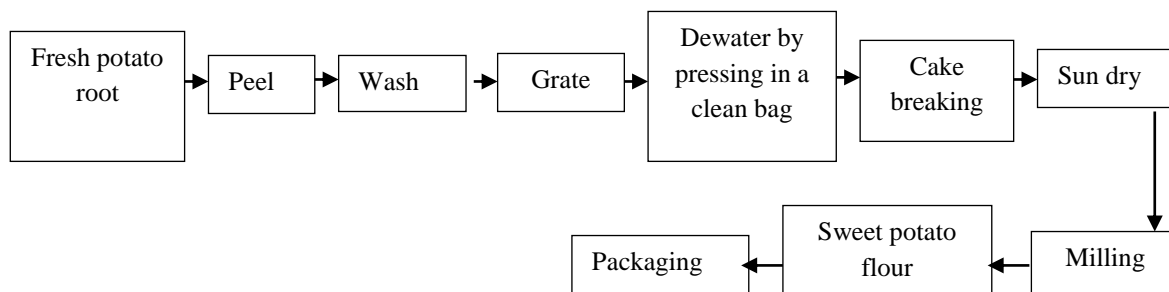 Fresh potato
root
Peel
Wash
Grate
Dewater by
pressing in a
clean bag
Cake
breaking
Sun dry
Milling
Sweet potato
flour
Packaging